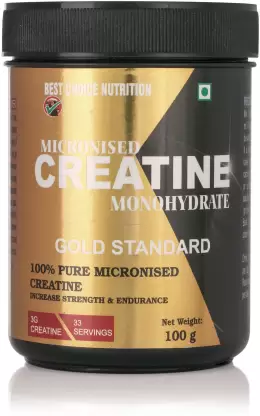 BEST CHOICE NUTRITION
MICRONISED
CREATINE
MONOHYDRATE
GOLD STANDARD
100% PURE MICRONISED
CREATINE
INCREASE STRENGTH & ENDURANCE
3G
CREATINE
33
SERVINGS
Net Weight:
100 g